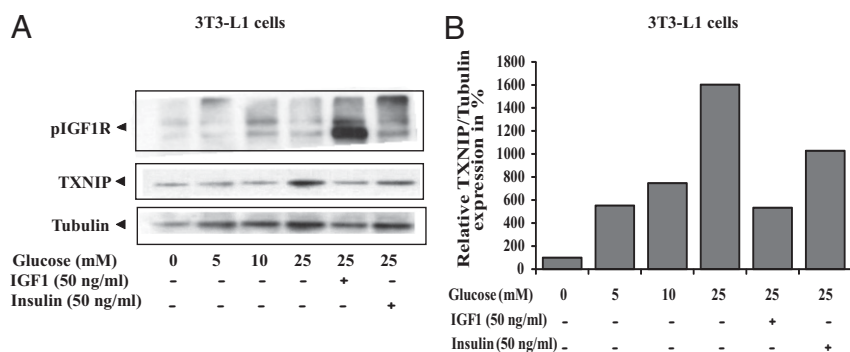 A
3T3-L1 cells
pIGF1R
TXNIP
Tubulin
Glucose (mM) 0 5 10 25 25 25
IGF1 (50 ng/ml) - - - - + -
Insulin (50 ng/ml) - - - - - +
B
3T3-L1 cells
Relative TXNIP/Tubulin
expression in %
1800
1600
1400
1200
1000
800
600
400
200
0
Glucose (mM) 0 5 10 25 25 25
IGF1 (50 ng/ml) - - - - + -
Insulin (50 ng/ml) - - - - - +